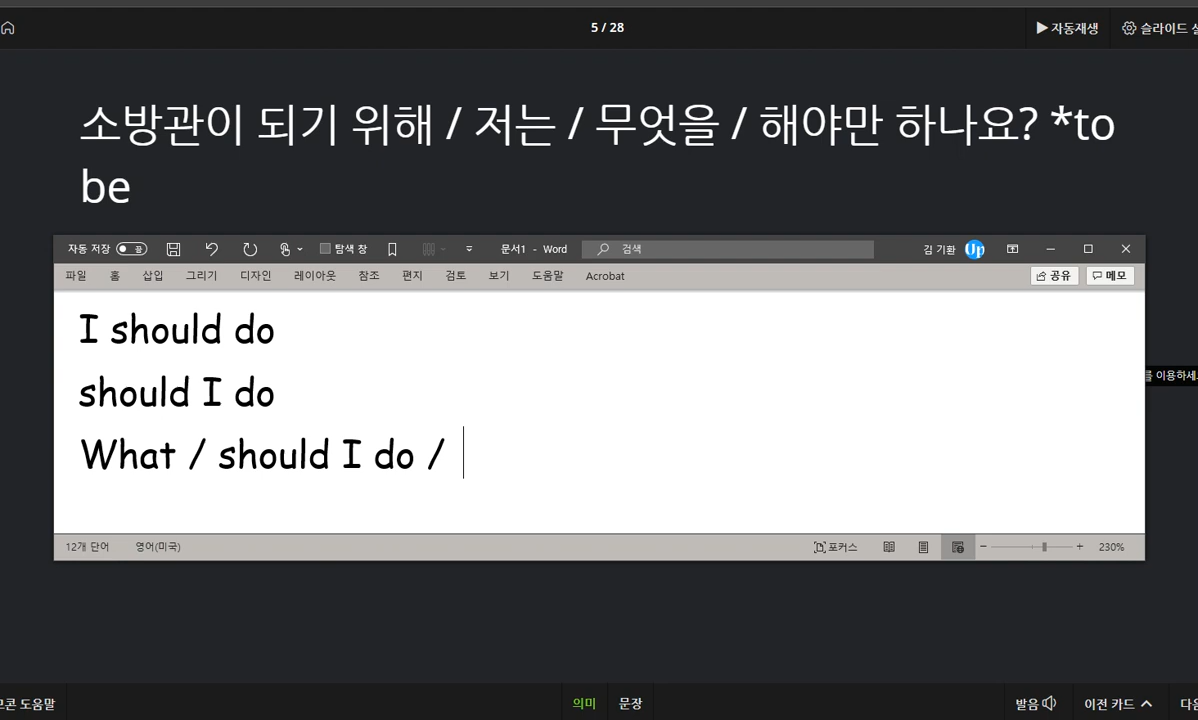 5 / 28
▶ 자동재생
슬라이드
소방관이 되기 위해 / 저는 / 무엇을 / 해야만 하나요? *to
be
자동 저장 끔 탐색 창 문서1 - Word 검색 김 기환 Up
파일 홈 삽입 그리기 디자인 레이아웃 참조 편지 검토 보기 도움말 Acrobat 공유 메모
I should do
should I do
를 이용하세
What / should I do /
12개 단어 영어(미국) 포커스 - + 230%
도움말 의미 문장 발음 이전 카드